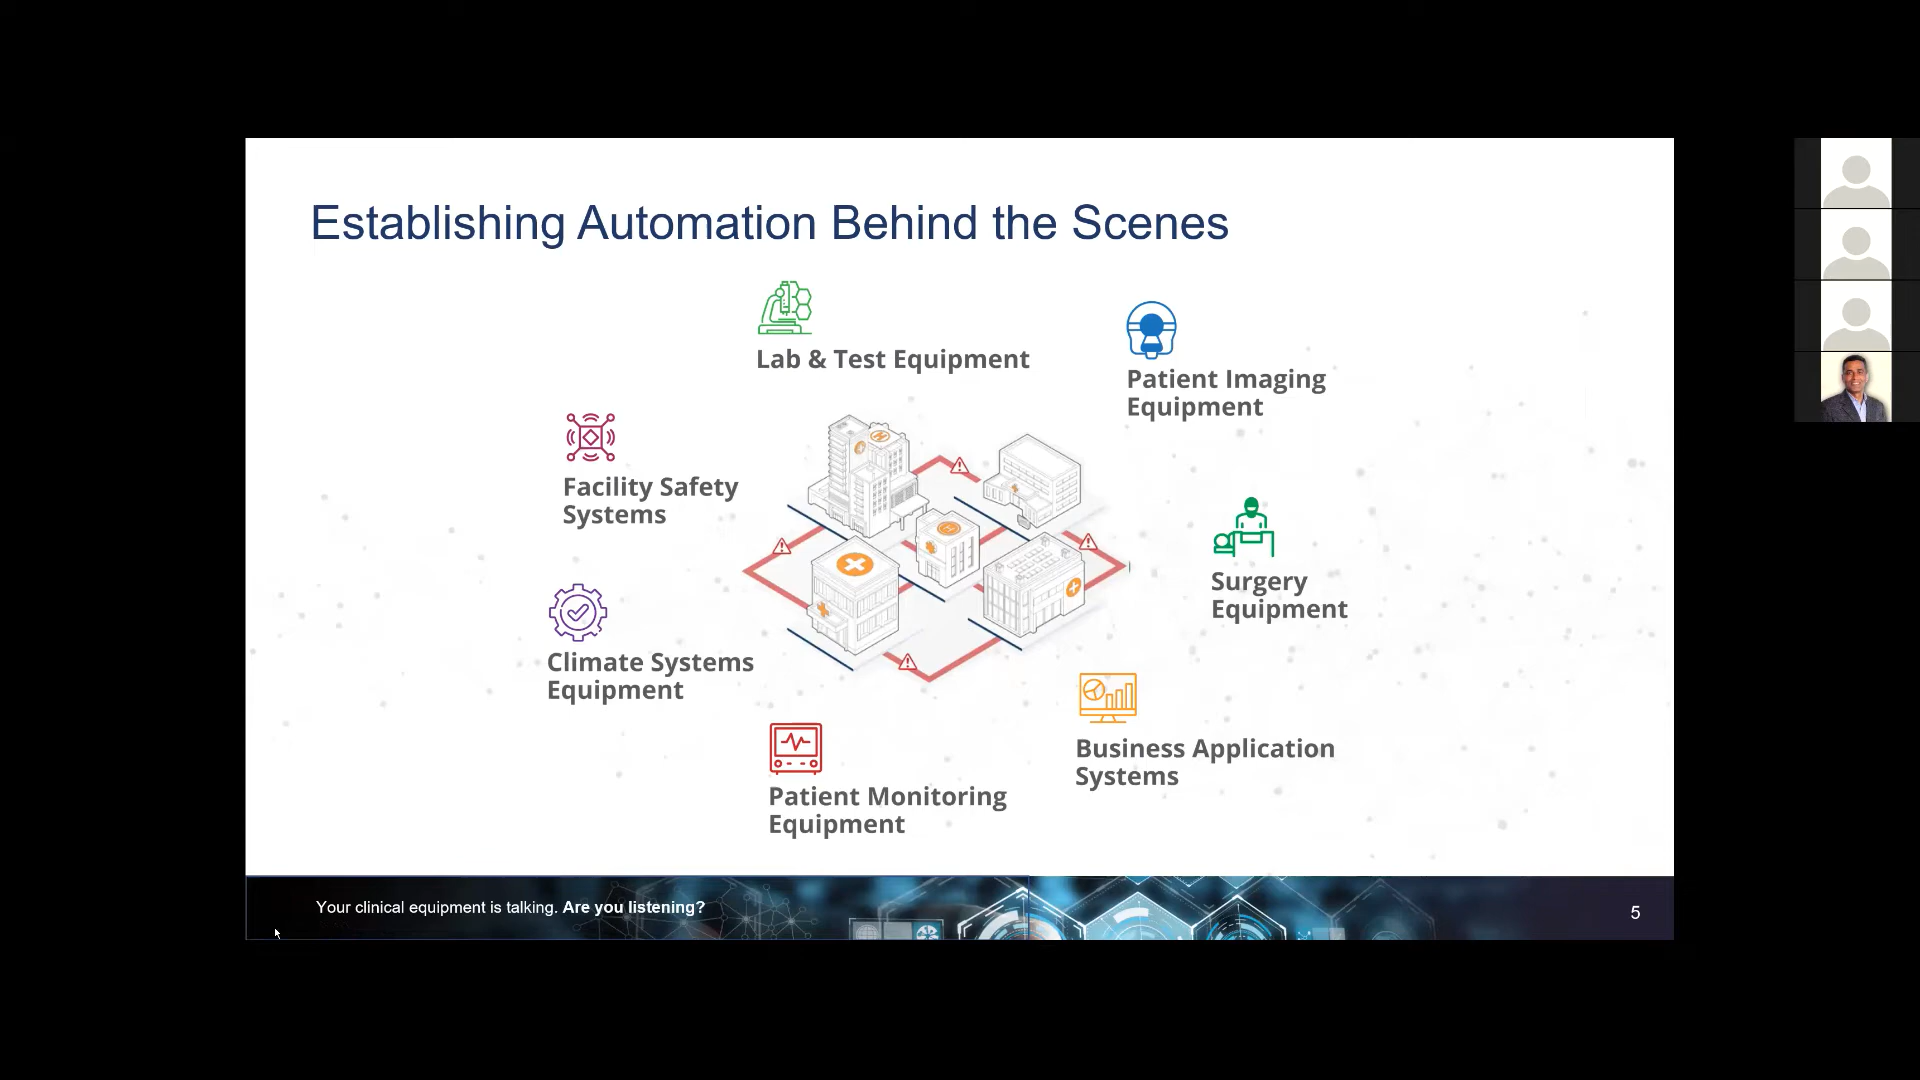 Establishing Automation Behind the Scenes
Lab & Test Equipment
Patient Imaging
Equipment
Facility Safety
Systems
Surgery
Equipment
Climate Systems
Equipment
Business Application
Systems
Patient Monitoring
Equipment
Your clinical equipment is talking. Are you listening?
5